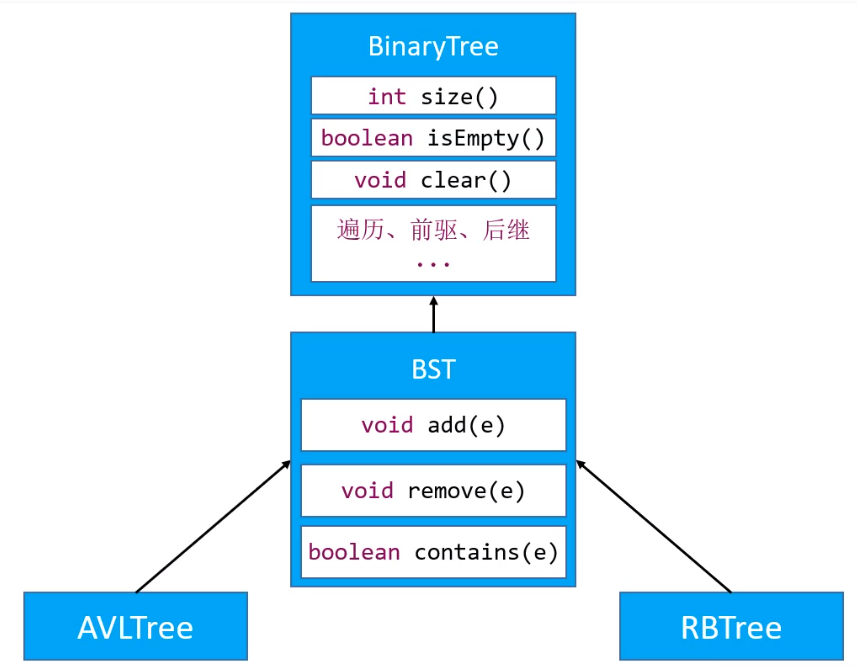 BinaryTree
int size()
boolean isEmpty()
void clear()
遍历、前驱、后继
...
BST
void add(e)
void remove(e)
boolean contains(e)
AVLTree
RBTree